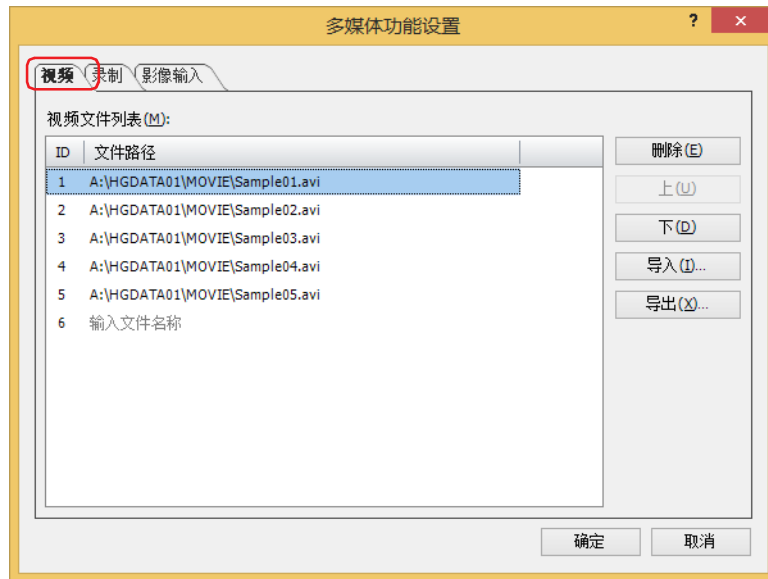 多媒体功能设置 ? ×
视频 录制 影像输入
视频文件列表(M):
ID 文件路径
1 A:\HGDATA01\MOVIE\Sample01.avi
2 A:\HGDATA01\MOVIE\Sample02.avi
3 A:\HGDATA01\MOVIE\Sample03.avi
4 A:\HGDATA01\MOVIE\Sample04.avi
5 A:\HGDATA01\MOVIE\Sample05.avi
6 输入文件名称
删除(E)
上(U)
下(D)
导入(I)...
导出(X)...
确定 取消